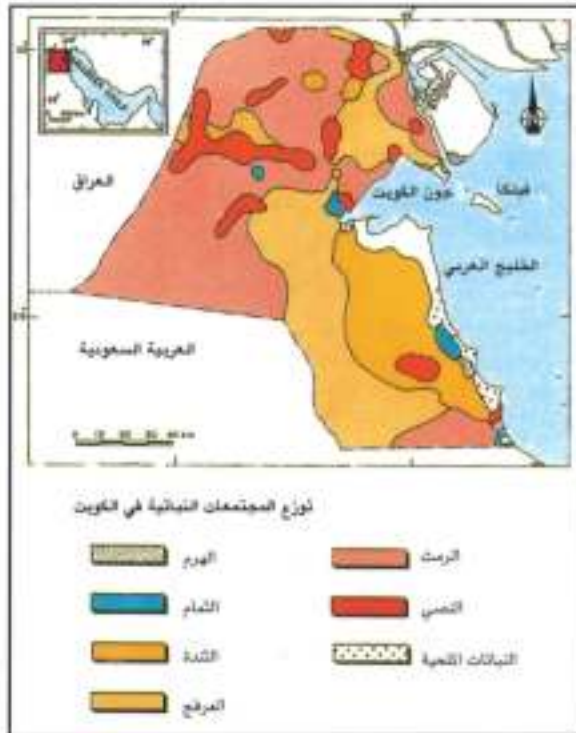 العراق
جون الكويت
فيلكا
الخليج العربي
العربية السعودية
توزع المجتمعات النباتية في الكويت
الرمث
الهرم
النصي
الثمام
النباتات الملحية
الثندة
العرفج